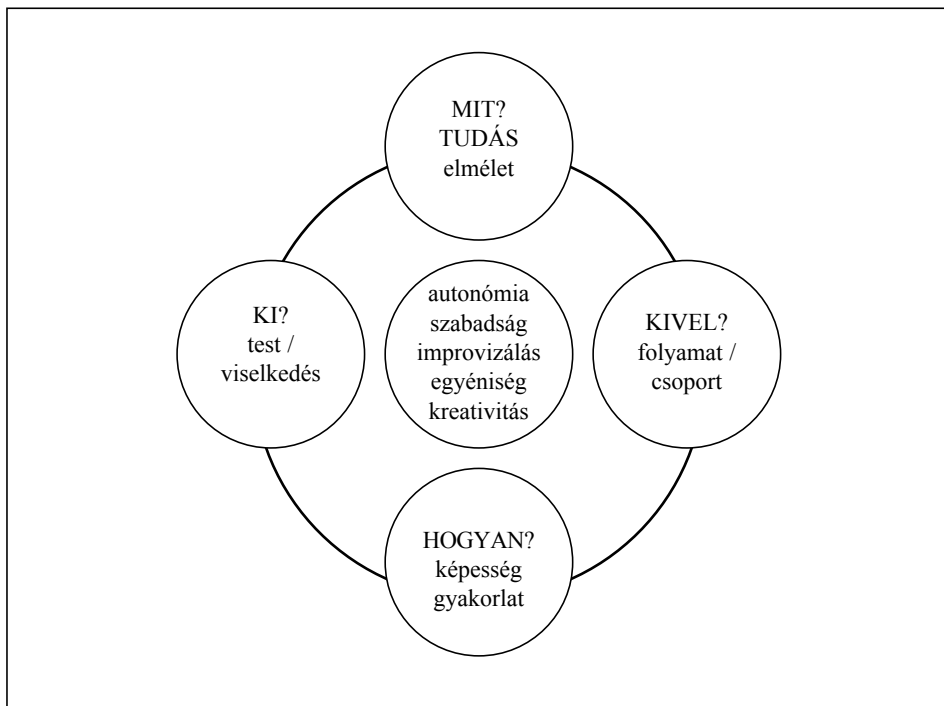 MIT?
TUDÁS
elmélet
KI?
test /
viselkedés
autonómia
szabadság
improvizálás
egyéniség
kreativitás
KIVEL?
folyamat /
csoport
HOGYAN?
képesség
gyakorlat